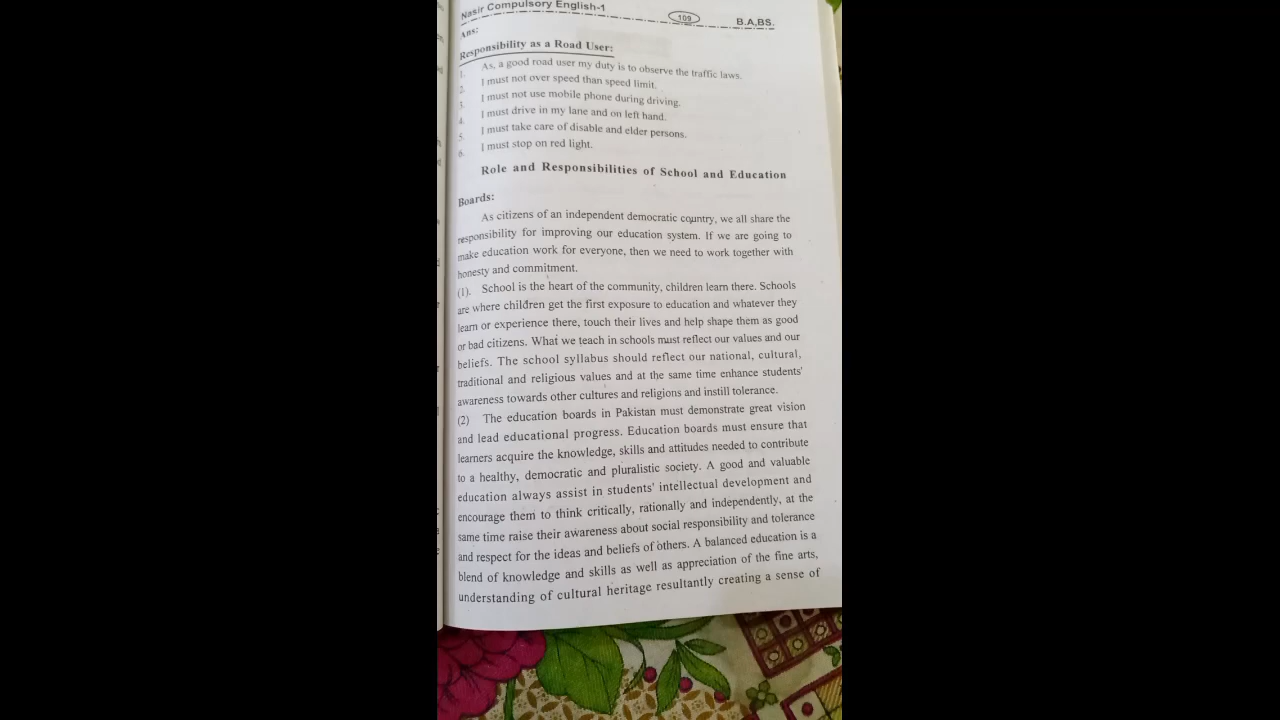 Nasir Compulsory English-1 109 B.A,BS.
Ans:
Responsibility as a Road User:
1. As, a good road user my duty is to observe the traffic laws.
2. I must not over speed than speed limit.
3. I must not use mobile phone during driving.
4. I must drive in my lane and on left hand.
5. I must take care of disable and elder persons.
6. I must stop on red light.
Role and Responsibilities of School and Education
Boards:
As citizens of an independent democratic country, we all share the
responsibility for improving our education system. If we are going to
make education work for everyone, then we need to work together with
honesty and commitment.
(1). School is the heart of the community, children learn there. Schools
are where children get the first exposure to education and whatever they
learn or experience there, touch their lives and help shape them as good
or bad citizens. What we teach in schools must reflect our values and our
beliefs. The school syllabus should reflect our national, cultural,
traditional and religious values and at the same time enhance students'
awareness towards other cultures and religions and instill tolerance.
(2) The education boards in Pakistan must demonstrate great vision
and lead educational progress. Education boards must ensure that
learners acquire the knowledge, skills and attitudes needed to contribute
to a healthy, democratic and pluralistic society. A good and valuable
education always assist in students' intellectual development and
encourage them to think critically, rationally and independently, at the
same time raise their awareness about social responsibility and tolerance
and respect for the ideas and beliefs of others. A balanced education is a
blend of knowledge and skills as well as appreciation of the fine arts,
understanding of cultural heritage resultantly creating a sense of